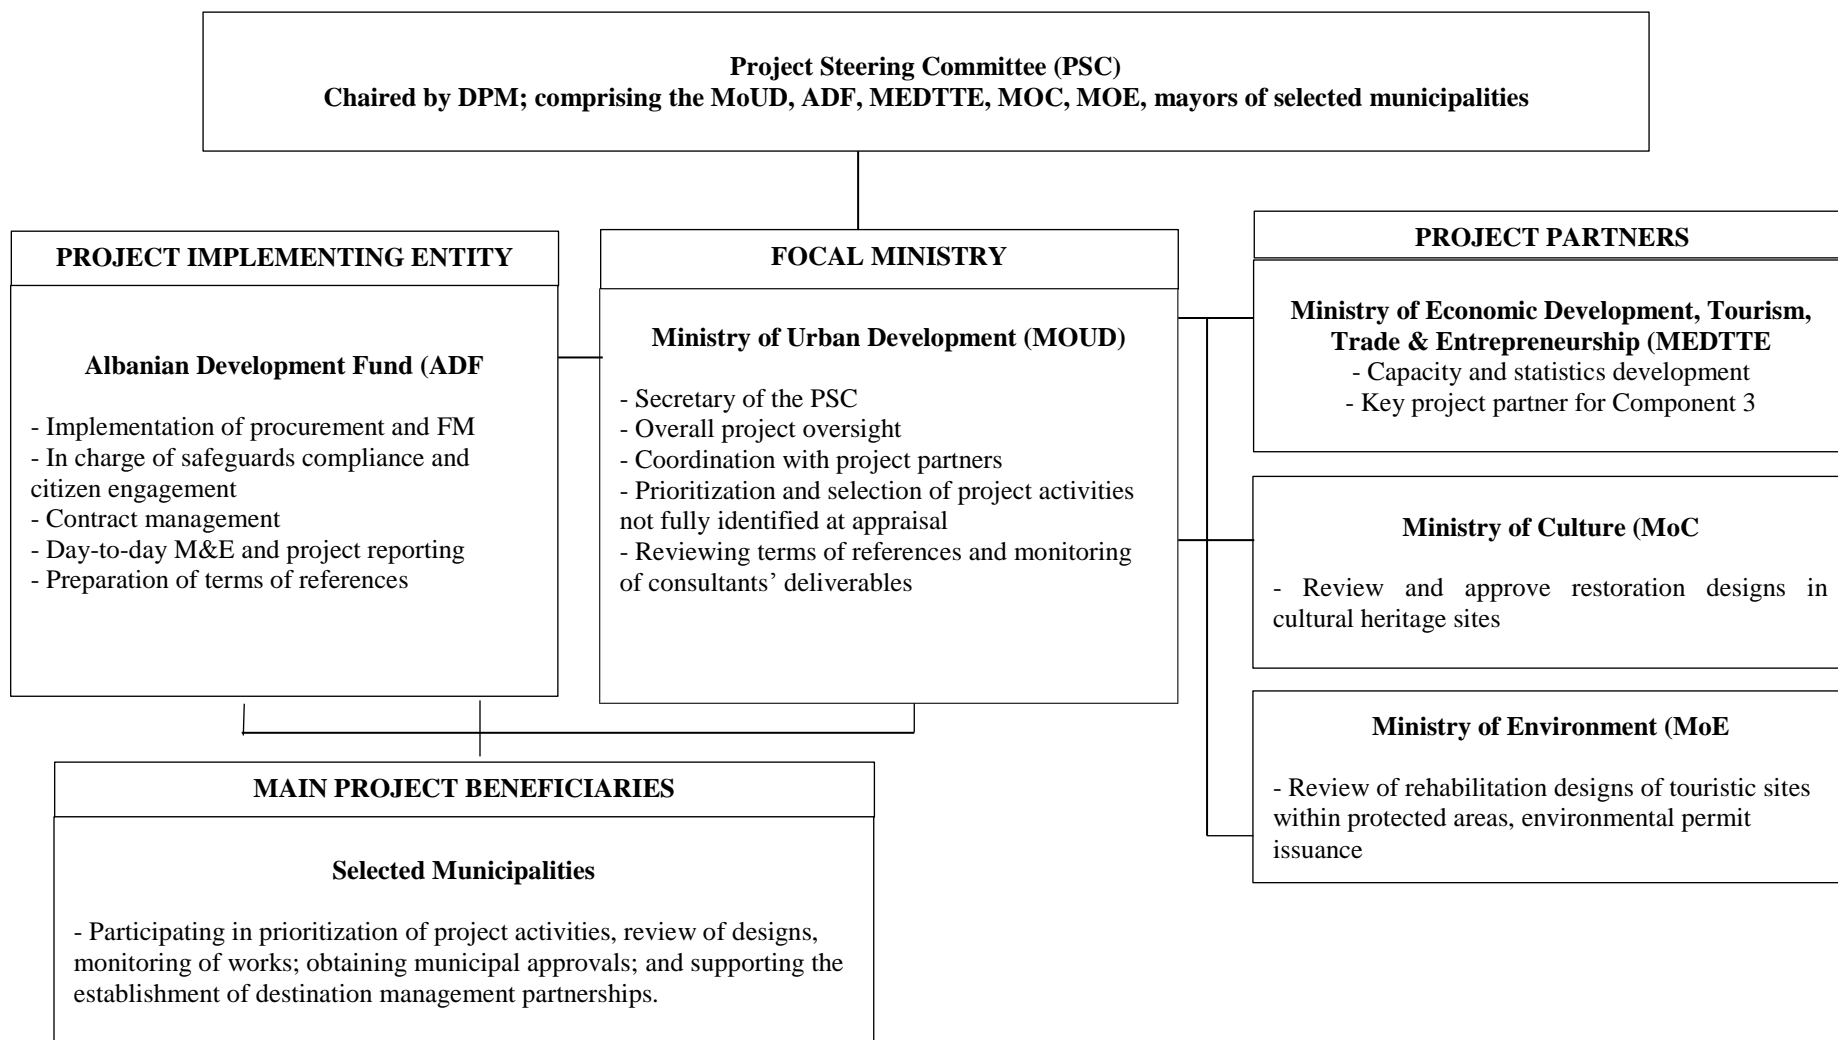 Project Steering Committee (PSC)
Chaired by DPM; comprising the MoUD, ADF, MEDTTE, MOC, MOE, mayors of selected municipalities
PROJECT IMPLEMENTING ENTITY
Albanian Development Fund (ADF
- Implementation of procurement and FM
- In charge of safeguards compliance and
citizen engagement
- Contract management
- Day-to-day M&E and project reporting
- Preparation of terms of references
FOCAL MINISTRY
Ministry of Urban Development (MOUD)
- Secretary of the PSC
- Overall project oversight
- Coordination with project partners
- Prioritization and selection of project activities
not fully identified at appraisal
- Reviewing terms of references and monitoring
of consultants’ deliverables
PROJECT PARTNERS
Ministry of Economic Development, Tourism,
Trade & Entrepreneurship (MEDTTE
- Capacity and statistics development
- Key project partner for Component 3
Ministry of Culture (MoC
- Review and approve restoration designs in
cultural heritage sites
Ministry of Environment (MoE
- Review of rehabilitation designs of touristic sites
within protected areas, environmental permit
issuance
MAIN PROJECT BENEFICIARIES
Selected Municipalities
- Participating in prioritization of project activities, review of designs,
monitoring of works; obtaining municipal approvals; and supporting the
establishment of destination management partnerships.